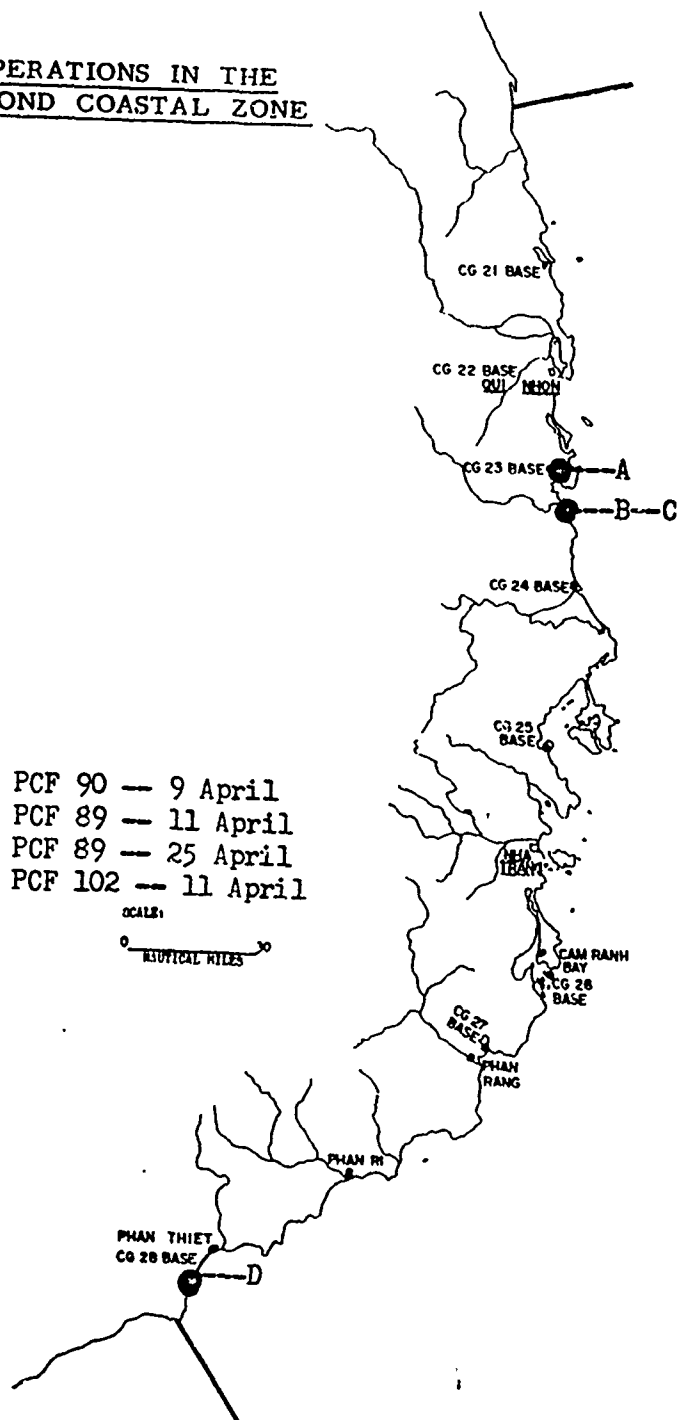 PERATIONS IN THE
OND COASTAL ZONE
CG 21 BASE
CG 22 BASE
QUI NHON
CG 23 BASE
A
B C
CG 24 BASE
CG 25
BASE
PCF 90 — 9 April
PCF 89 — 11 April
PCF 89 — 25 April
PCF 102 — 11 April
SCALE:
0 30
NAUTICAL MILES
NHA
TRANG
CAM RANH
BAY
CG 26
BASE
CG 27
BASE
PHAN
RANG
PHAN RI
PHAN THIET
CG 28 BASE
D